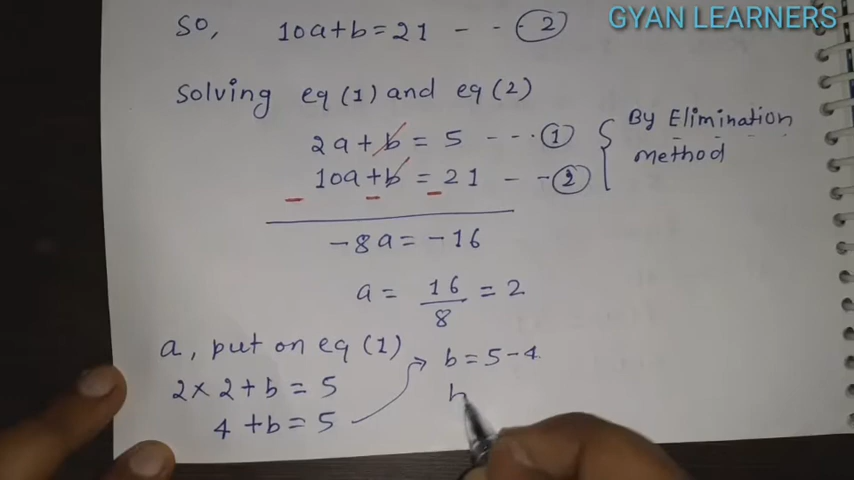 GYAN LEARNERS
So, 10a+b=21 - - - (2)
Solving eq(1) and eq(2)
2a+b = 5 --- (1)
10a+b = 21 - - (2)
By Elimination
method
- - -
-8a = -16
a = 16/8 = 2
a, put on eq(1)
2×2+b = 5
4+b = 5
b = 5-4
b